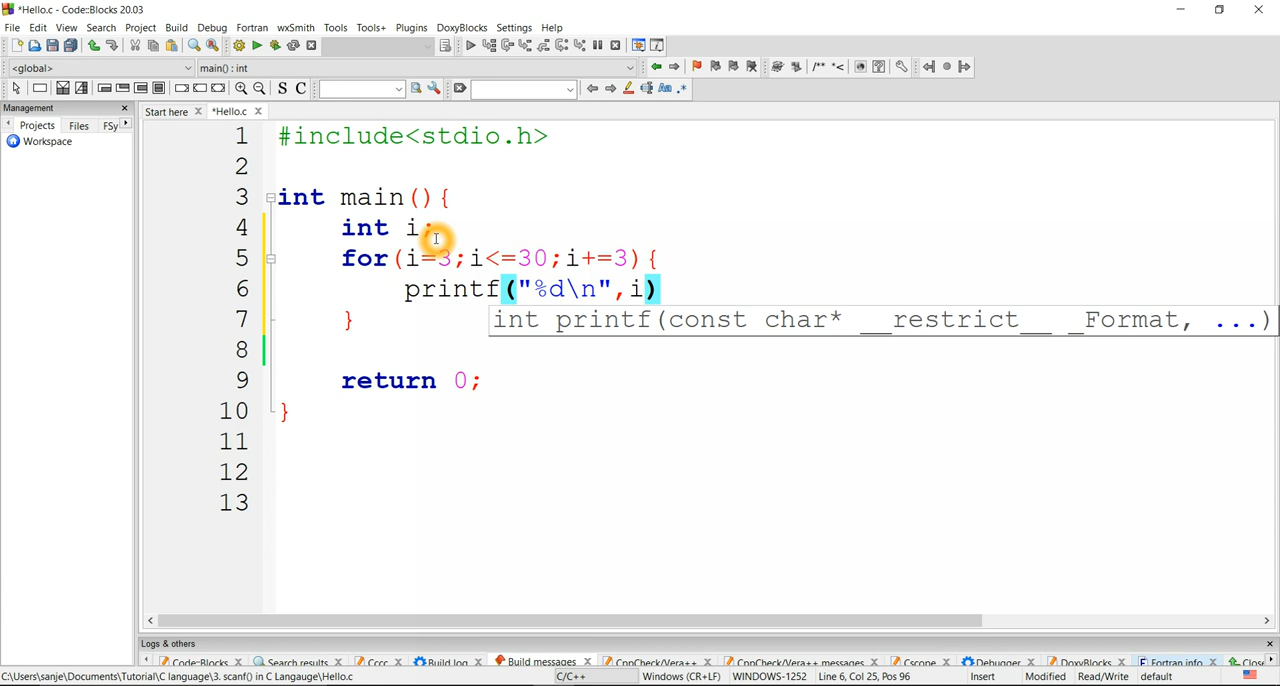 *Hello.c - Code::Blocks 20.03
File Edit View Search Project Build Debug Fortran wxSmith Tools Tools+ Plugins DoxyBlocks Settings Help
<global> main() : int
/** *<
S C Aa .*
Management
Projects Files FSy
Start here *Hello.c
Workspace
1 #include<stdio.h>
2
3 int main(){
4 int i;
5 for(i=3;i<=30;i+=3){
6 printf("%d\n",i)
7 }
int printf(const char* __restrict__ _Format, ...)
8
9 return 0;
10 }
11
12
13
Logs & others
Code::Blocks Search results Cccc Build log Build messages CppCheck/Vera++ CppCheck/Vera++ messages Cscope Debugger DoxyBlocks Fortran info Close
C:\Users\sanje\Documents\Tutorial\C language\3. scanf() in C Langauge\Hello.c C/C++ Windows (CR+LF) WINDOWS-1252 Line 6, Col 25, Pos 96 Insert Modified Read/Write default